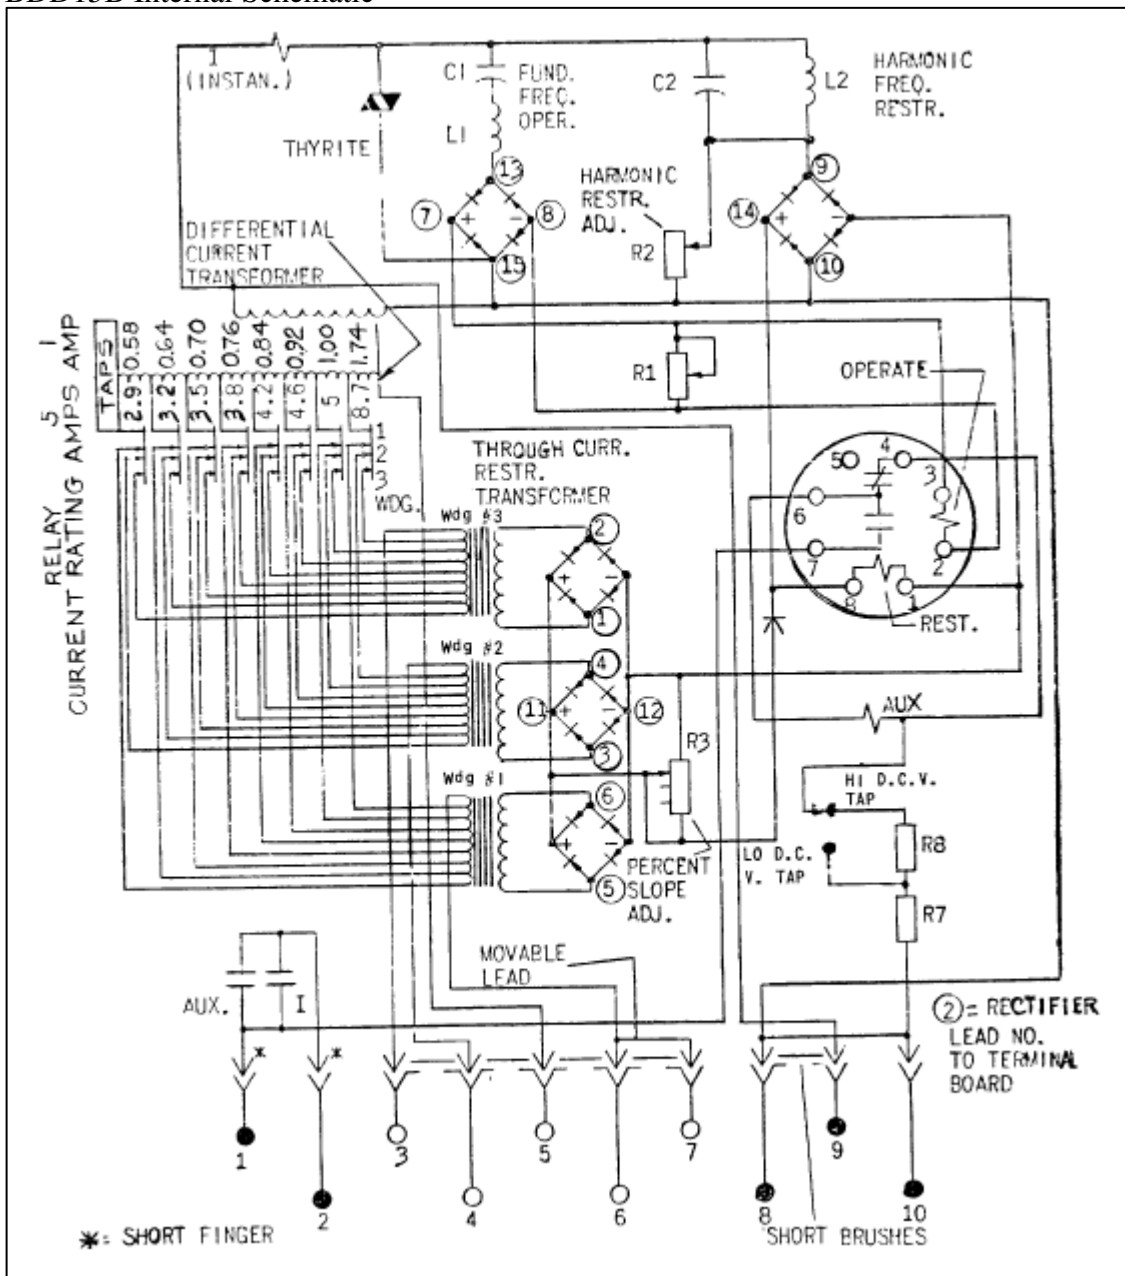 BDD15B Internal Schematic
1
(INSTAN.)
C1
FUND.
FREQ.
OPER.
L1
THYRITE
C2
L2
HARMONIC
FREQ.
RESTR.
HARMONIC
RESTR.
ADJ.
R2
13
7
+
-
8
15
9
14
+
-
10
DIFFERENTIAL
CURRENT
TRANSFORMER
RELAY
CURRENT RATING AMPS AMP
5
1
TAPS
0.58
0.64
0.70
0.76
0.84
0.92
1.00
1.74
2.9
3.2
3.5
3.8
4.2
4.6
5
8.7
1
2
3
WDG.
R1
OPERATE
5
4
3
6
7
2
8
1
REST.
THROUGH CURR.
RESTR.
TRANSFORMER
Wdg #3
2
+
-
1
Wdg #2
4
11
+
-
12
3
Wdg #1
6
+
-
5
R3
PERCENT
SLOPE
ADJ.
AUX
HI D.C.V.
TAP
LO D.C.
V. TAP
R8
R7
MOVABLE
LEAD
AUX.
I
*
*
2 = RECTIFIER
LEAD NO.
TO TERMINAL
BOARD
1
2
3
4
5
6
7
8
9
10
*= SHORT FINGER
SHORT BRUSHES